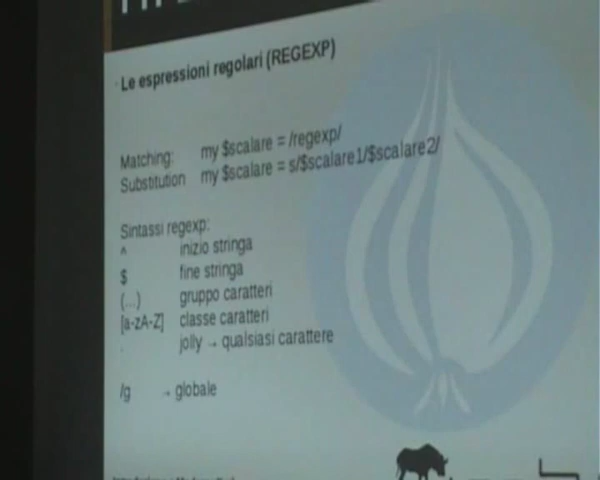 Le espressioni regolari (REGEXP)
Matching: my $scalare = /regexp/
Substitution my $scalare = s/$scalare1/$scalare2/
Sintassi regexp:
^ inizio stringa
$ fine stringa
(...) gruppo caratteri
[a-zA-Z] classe caratteri
. jolly → qualsiasi carattere
/g → globale